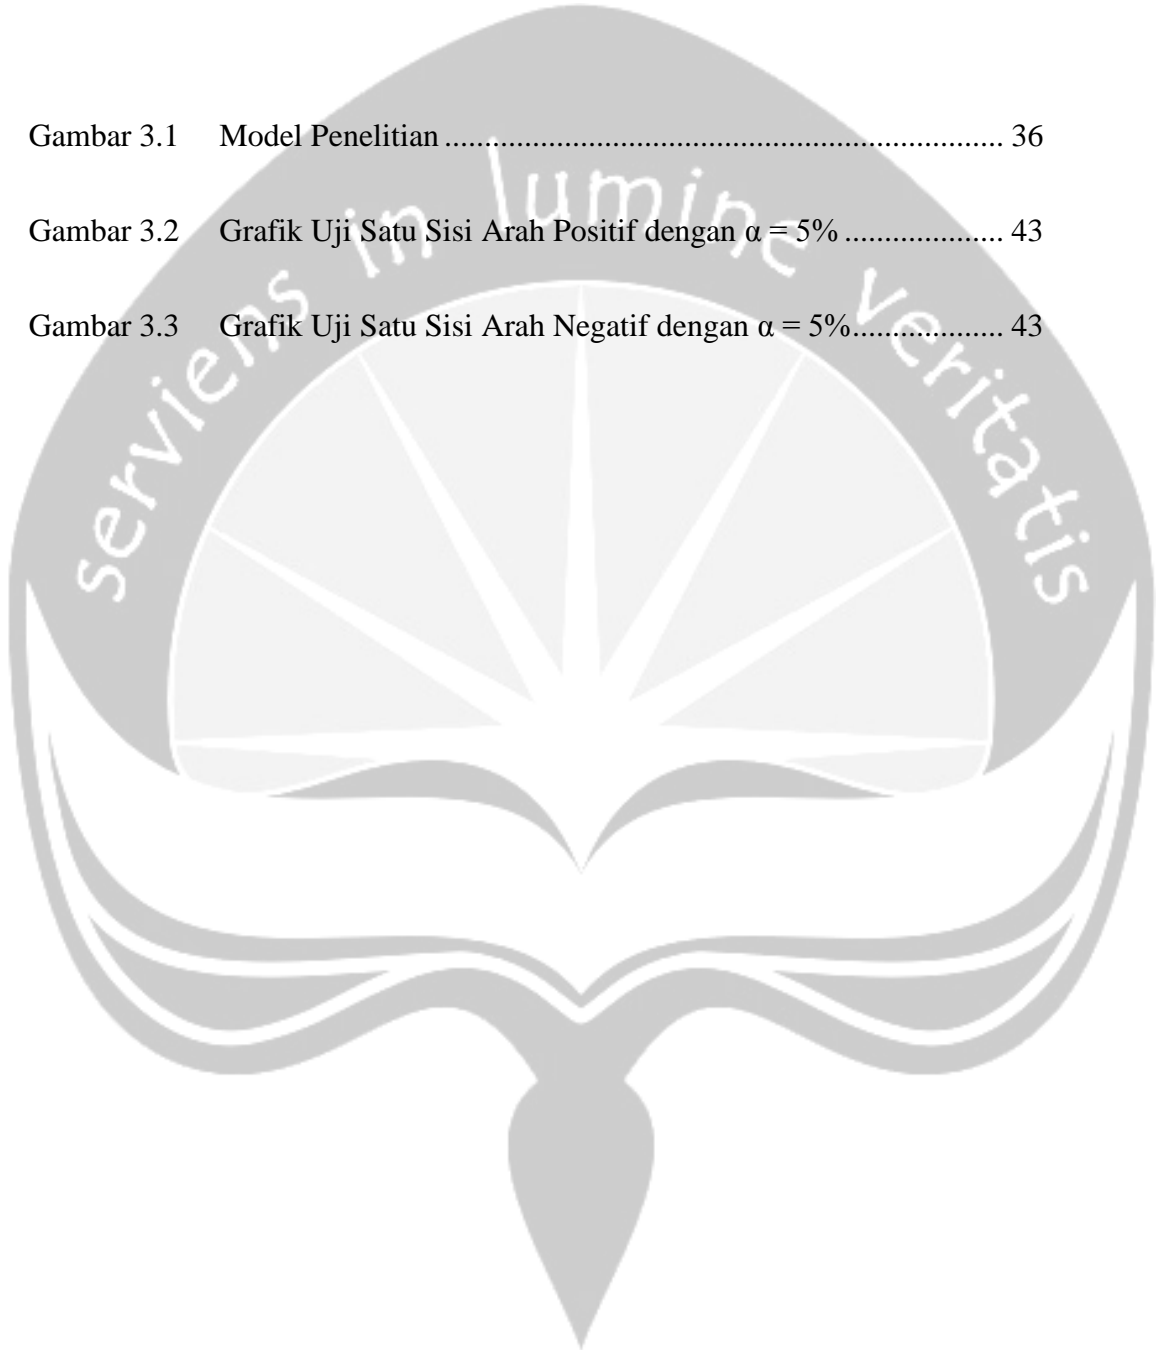 Gambar 3.1 Model Penelitian ..................................................................... 36
Gambar 3.2 Grafik Uji Satu Sisi Arah Positif dengan α = 5% .................... 43
Gambar 3.3 Grafik Uji Satu Sisi Arah Negatif dengan α = 5%................... 43
serviens in lumine veritatis